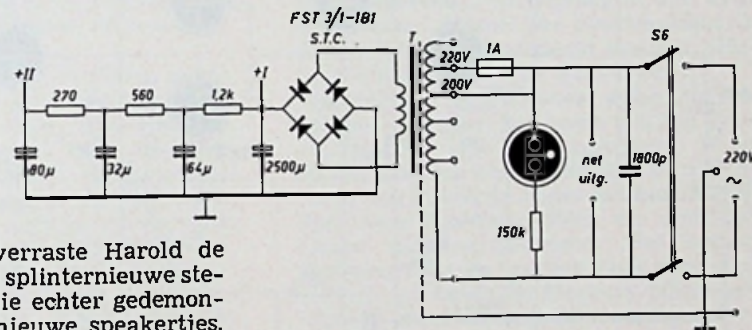 FST 3/1-181
S.T.C.
T
1A
S6
220V
200V
+II
270
560
1,2k
+I
80µ
32µ
64µ
2500µ
net
uitg.
1800p
220V
~
150k
verraste Harold de
splinternieuwe ste-
ie echter gedemon-
nieuwe speakertjes.